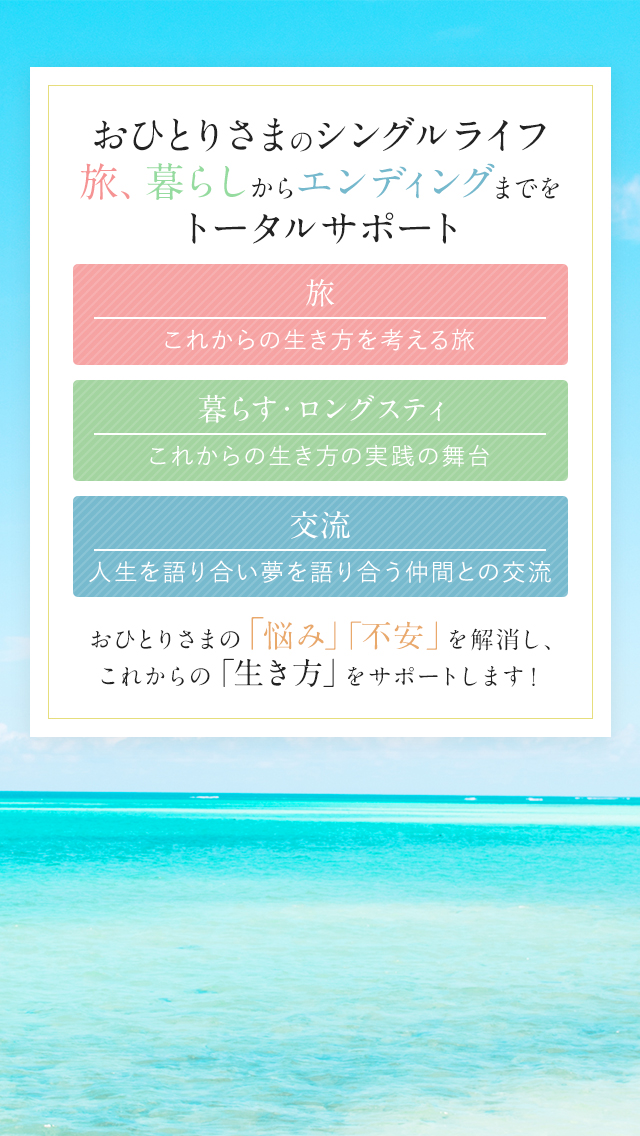 おひとりさまのシングルライフ
旅、暮らしからエンディングまでを
トータルサポート
旅
これからの生き方を考える旅
暮らす・ロングスティ
これからの生き方の実践の舞台
交流
人生を語り合い夢を語り合う仲間との交流
おひとりさまの「悩み」「不安」を解消し、
これからの「生き方」をサポートします!